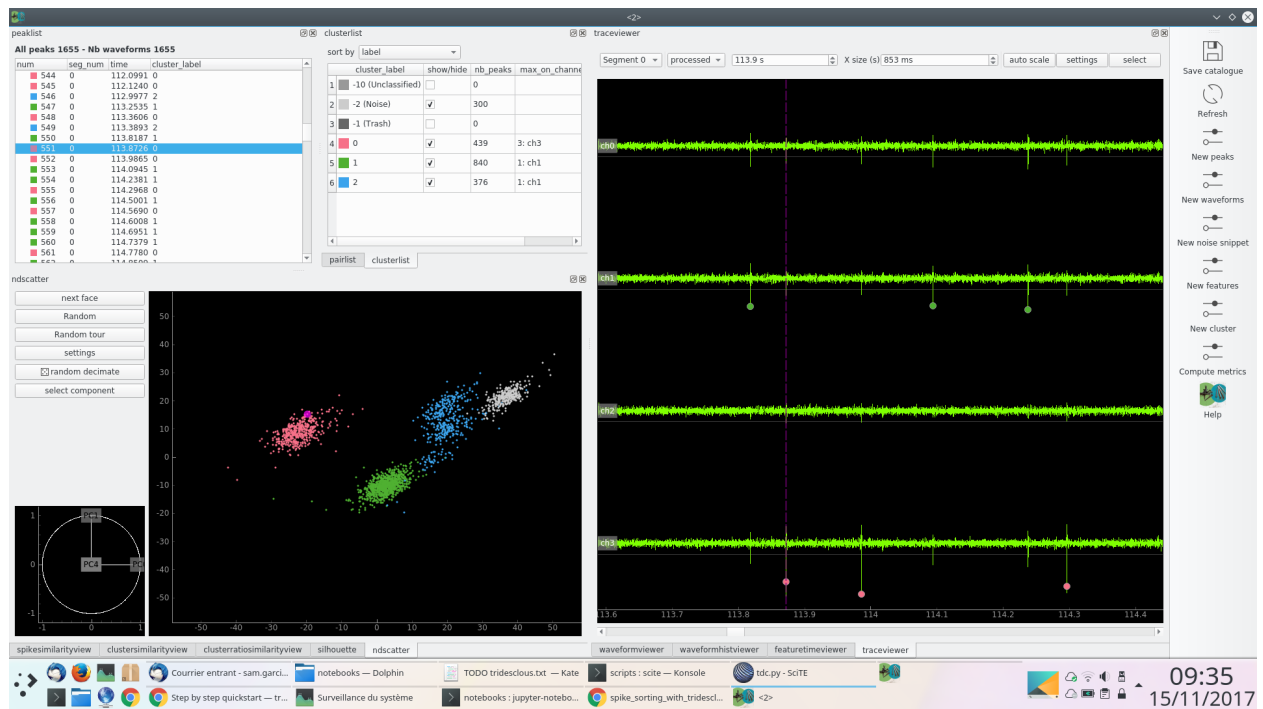 <2>
peaklist
All peaks 1655 - Nb waveforms 1655
num seg_num time cluster_label
544 0 112.0991 0
545 0 112.1240 0
546 0 112.9977 2
547 0 113.2535 1
548 0 113.3606 0
549 0 113.3893 2
550 0 113.8187 1
551 0 113.8726 0
552 0 113.9865 0
553 0 114.0945 1
554 0 114.2381 1
555 0 114.2968 0
556 0 114.5001 1
557 0 114.5690 0
558 0 114.6008 1
559 0 114.6951 1
560 0 114.7379 1
561 0 114.7780 0
clusterlist
sort by label
cluster_label show/hide nb_peaks max_on_channe
1 -10 (Unclassified) 0
2 -2 (Noise) 300
3 -1 (Trash) 0
4 0 439 3: ch3
5 1 840 1: ch1
6 2 376 1: ch1
pairlist clusterlist
ndscatter
next face
Random
Random tour
settings
random decimate
select component
50
40
30
20
10
0
-10
-20
-30
-40
-50
-50 -40 -30 -20 -10 0 10 20 30 40 50
1
0
-1
-1 0 1
PC1
PC4
spikesimilarityview clustersimilarityview clusterratiosimilarityview silhouette ndscatter
traceviewer
Segment 0 processed 113.9 s X size (s) 853 ms auto scale settings select
ch0
ch1
ch2
ch3
113.7 113.8 113.9 114 114.1 114.2 114.3 114.4
waveformviewer waveformhistviewer featuretimeviewer traceviewer
Save catalogue
Refresh
New peaks
New waveforms
New noise snippet
New features
New cluster
Compute metrics
Help
Courrier entrant - sam.garci... notebooks — Dolphin TODO tridesclous.txt — Kate scripts : scite — Konsole tdc.py - SciTE
Step by step quickstart — tr... Surveillance du système notebooks : jupyter-notebo... spike_sorting_with_tridescl... <2>
09:35
15/11/2017